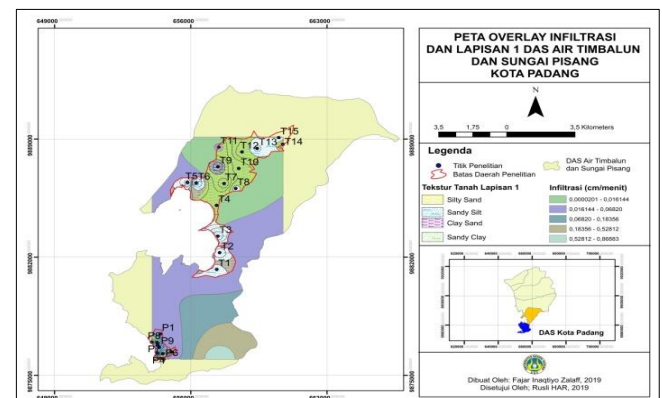 649000
656000
663000
9889000
9882000
9875000
T15
T11
T12
T13
T14
T9
T10
T5
T6
T7
T8
T4
T3
T2
T1
P1
P9
P6
PETA OVERLAY INFILTRASI
DAN LAPISAN 1 DAS AIR TIMBALUN
DAN SUNGAI PISANG
KOTA PADANG
N
3,5 1,75 0 3,5 Kilometers
Legenda
Titik Penelitian
Batas Daerah Penelitian
DAS Air Timbalun
dan Sungai Pisang
Tekstur Tanah Lapisan 1
Silty Sand
Sandy Silt
Clay Sand
Sandy Clay
Infiltrasi (cm/menit)
0,0000201 - 0,016144
0,016144 - 0,06820
0,06820 - 0,18356
0,18356 - 0,52812
0,52812 - 0,86883
DAS Kota Padang
Dibuat Oleh: Fajar Inaqtiyo Zalaff, 2019
Disetujui Oleh; Rusli HAR, 2019